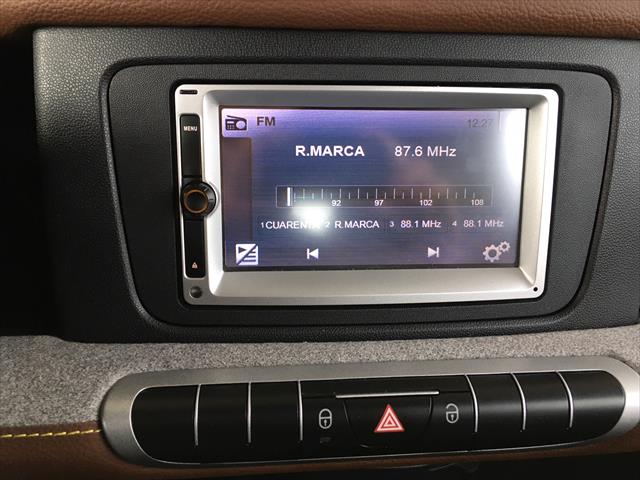 FM 12:27
MENU
R.MARCA 87.6 MHz
92 97 102 108
1 CUARENTA 2 R.MARCA 3 88.1 MHz 4 88.1 MHz